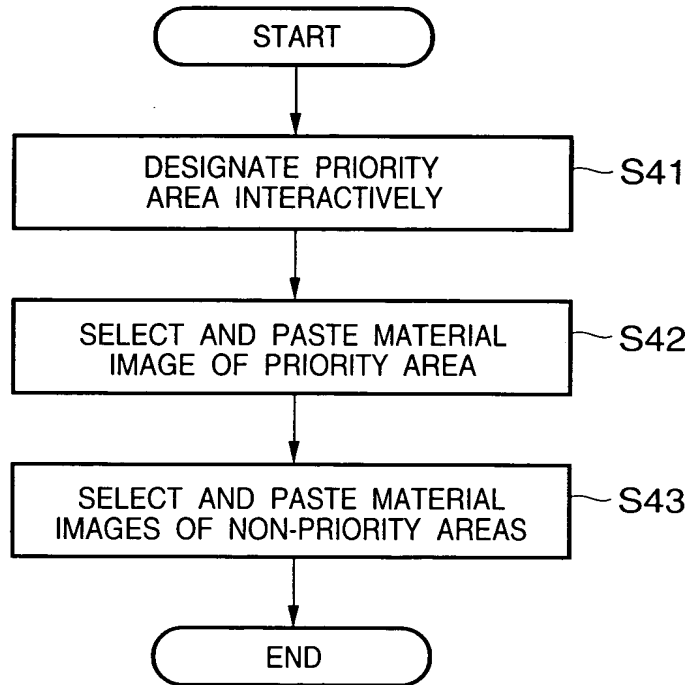 START
DESIGNATE PRIORITY
AREA INTERACTIVELY
S41
SELECT AND PASTE MATERIAL
IMAGE OF PRIORITY AREA
S42
SELECT AND PASTE MATERIAL
IMAGES OF NON-PRIORITY AREAS
S43
END